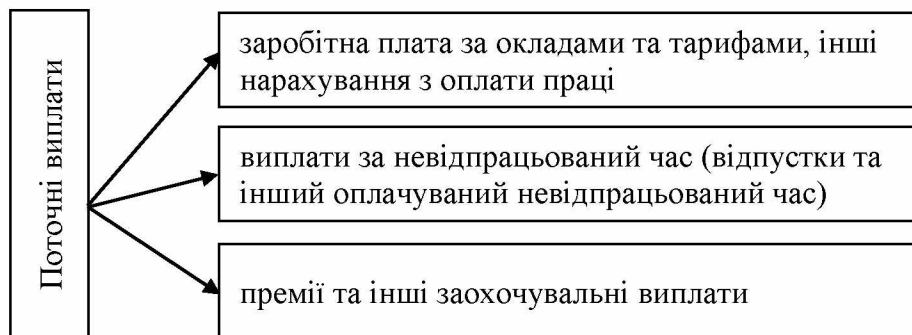 Поточні виплати
заробітна плата за окладами та тарифами, інші
нарахування з оплати праці
виплати за невідпрацьований час (відпустки та
інший оплачуваний невідпрацьований час)
премії та інші заохочувальні виплати